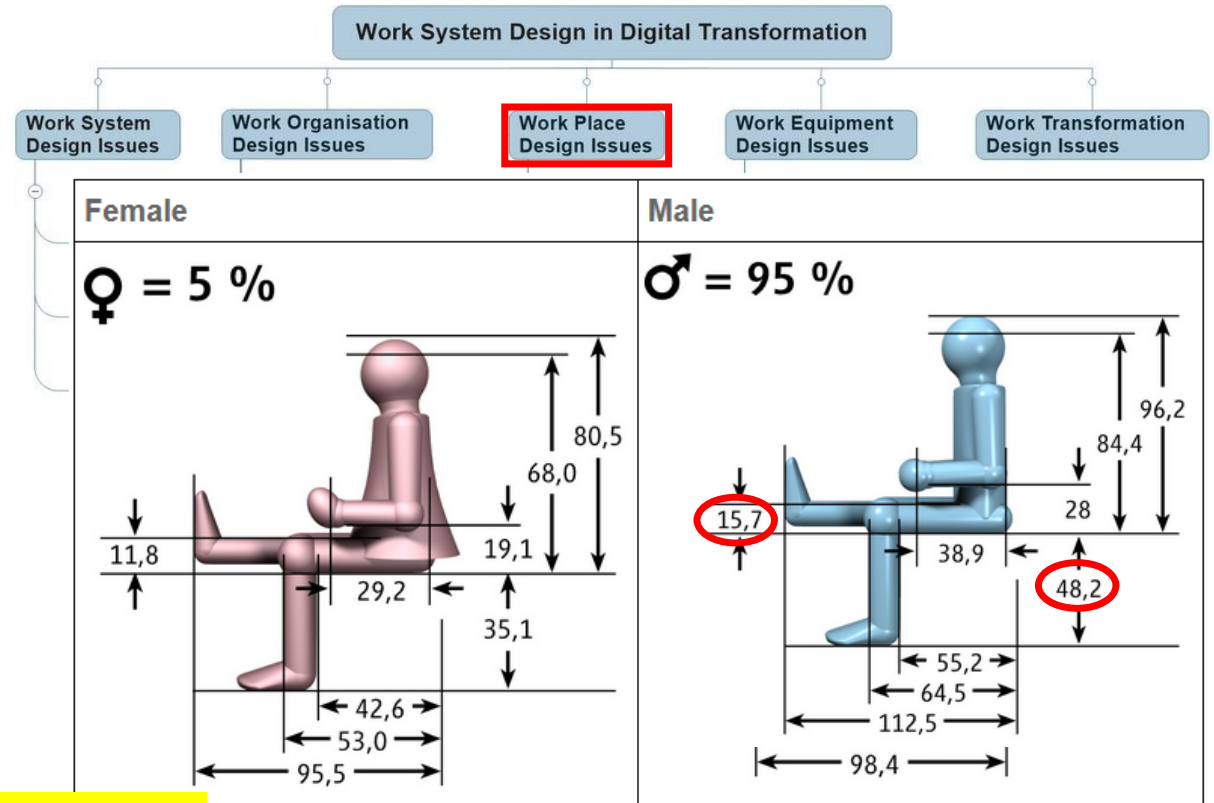 Work System Design in Digital Transformation
Work System
Design Issues
Work Organisation
Design Issues
Work Place
Design Issues
Work Equipment
Design Issues
Work Transformation
Design Issues
Female
Male
♀ = 5 %
♂ = 95 %
80,5
68,0
11,8
19,1
29,2
35,1
42,6
53,0
95,5
96,2
84,4
15,7
28
38,9
48,2
55,2
64,5
112,5
98,4